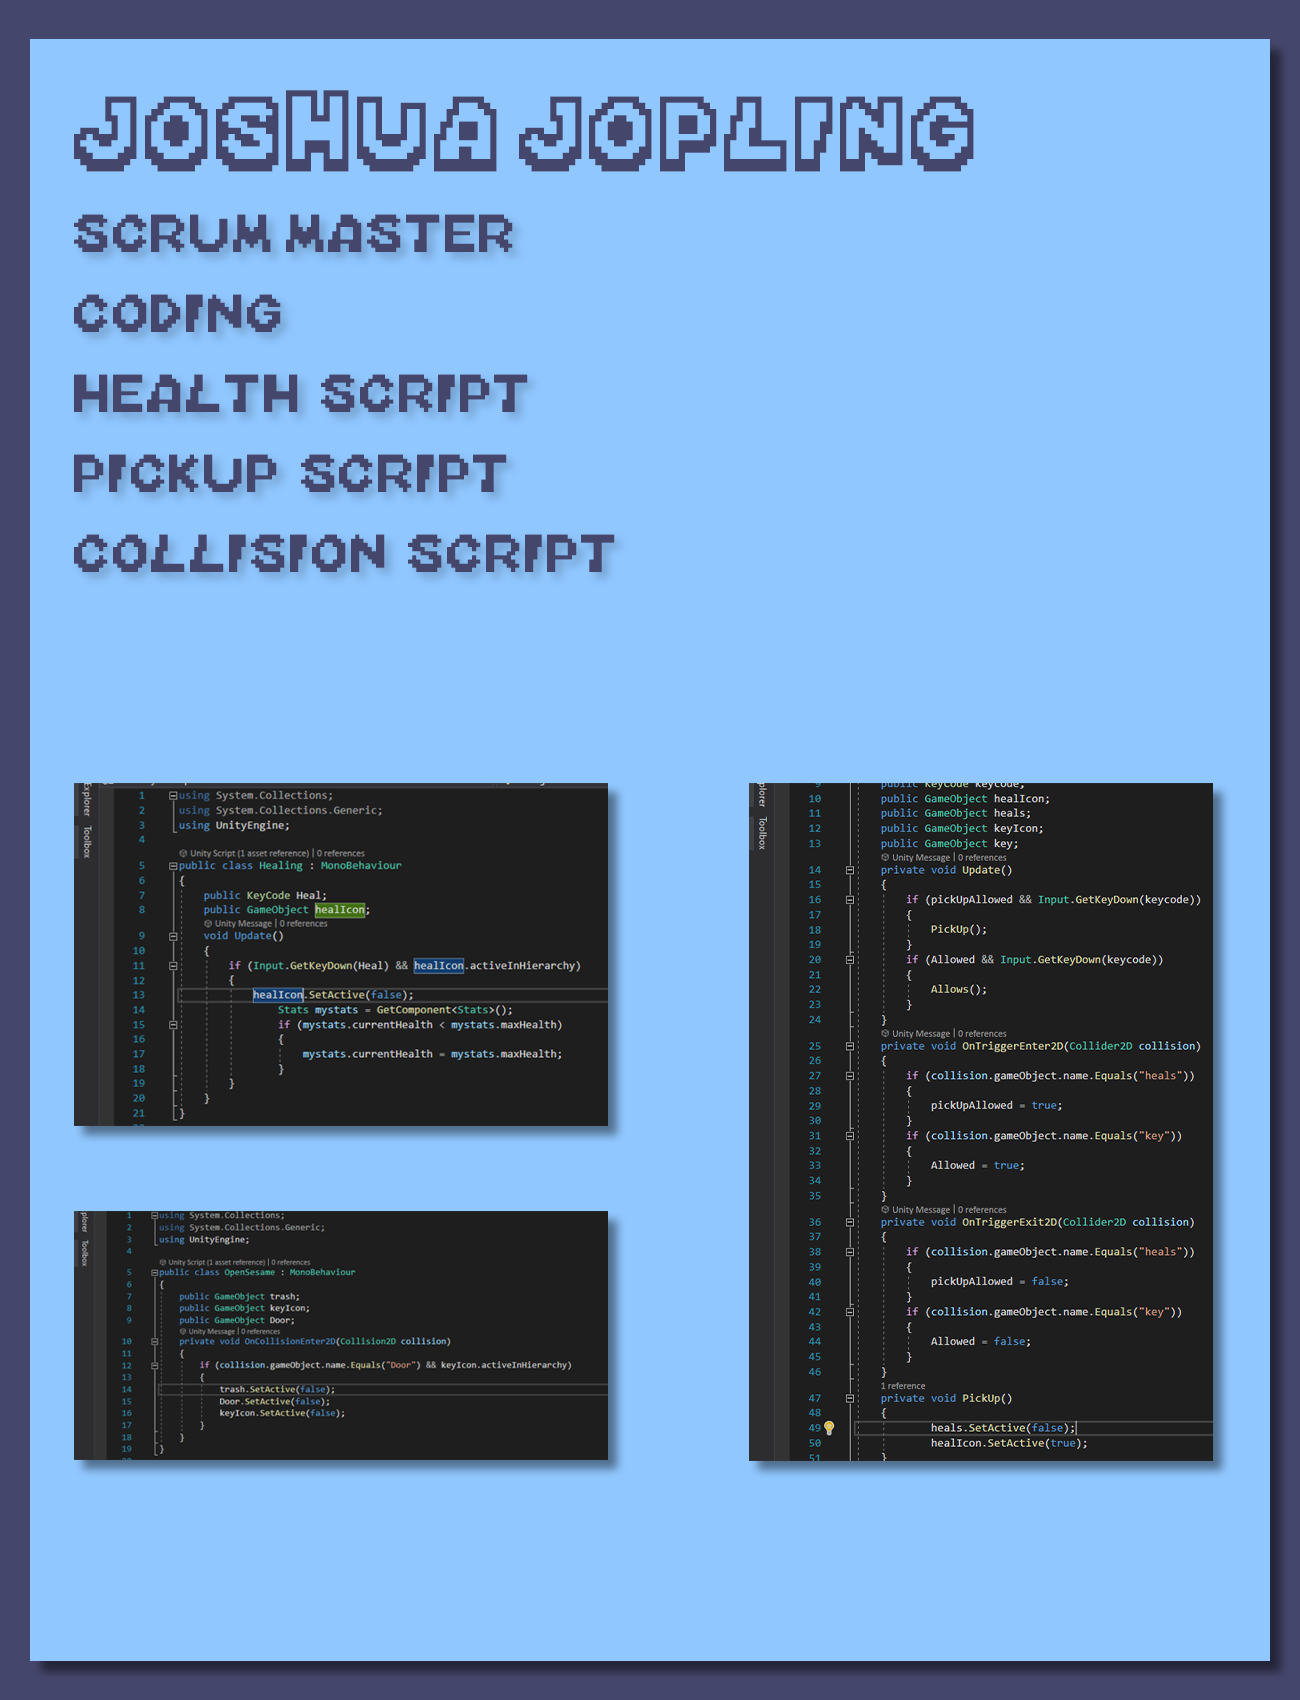 JOSHUA JOPLING
SCRUM MASTER
CODING
HEALTH SCRIPT
PICKUP SCRIPT
COLLISION SCRIPT
Explorer
Toolbox
1 using System.Collections;
2 using System.Collections.Generic;
3 using UnityEngine;
4
Unity Script (1 asset reference) | 0 references
5 public class Healing : MonoBehaviour
6 {
7 public KeyCode Heal;
8 public GameObject healIcon;
Unity Message | 0 references
9 void Update()
10 {
11 if (Input.GetKeyDown(Heal) && healIcon.activeInHierarchy)
12 {
13 healIcon.SetActive(false);
14 Stats mystats = GetComponent<Stats>();
15 if (mystats.currentHealth < mystats.maxHealth)
16 {
17 mystats.currentHealth = mystats.maxHealth;
18 }
19 }
20 }
21 }
plorer
Toolbox
1 using System.Collections;
2 using System.Collections.Generic;
3 using UnityEngine;
4
Unity Script (1 asset reference) | 0 references
5 public class OpenSesame : MonoBehaviour
6 {
7 public GameObject trash;
8 public GameObject keyIcon;
9 public GameObject Door;
Unity Message | 0 references
10 private void OnCollisionEnter2D(Collision2D collision)
11 {
12 if (collision.gameObject.name.Equals("Door") && keyIcon.activeInHierarchy)
13 {
14 trash.SetActive(false);
15 Door.SetActive(false);
16 keyIcon.SetActive(false);
17 }
18 }
19 }
plorer
Toolbox
9 public KeyCode keycode;
10 public GameObject healIcon;
11 public GameObject heals;
12 public GameObject keyIcon;
13 public GameObject key;
Unity Message | 0 references
14 private void Update()
15 {
16 if (pickUpAllowed && Input.GetKeyDown(keycode))
17 {
18 PickUp();
19 }
20 if (Allowed && Input.GetKeyDown(keycode))
21 {
22 Allows();
23 }
24 }
Unity Message | 0 references
25 private void OnTriggerEnter2D(Collider2D collision)
26 {
27 if (collision.gameObject.name.Equals("heals"))
28 {
29 pickUpAllowed = true;
30 }
31 if (collision.gameObject.name.Equals("key"))
32 {
33 Allowed = true;
34 }
35 }
Unity Message | 0 references
36 private void OnTriggerExit2D(Collider2D collision)
37 {
38 if (collision.gameObject.name.Equals("heals"))
39 {
40 pickUpAllowed = false;
41 }
42 if (collision.gameObject.name.Equals("key"))
43 {
44 Allowed = false;
45 }
46 }
1 reference
47 private void PickUp()
48 {
49 heals.SetActive(false);
50 healIcon.SetActive(true);
51 }